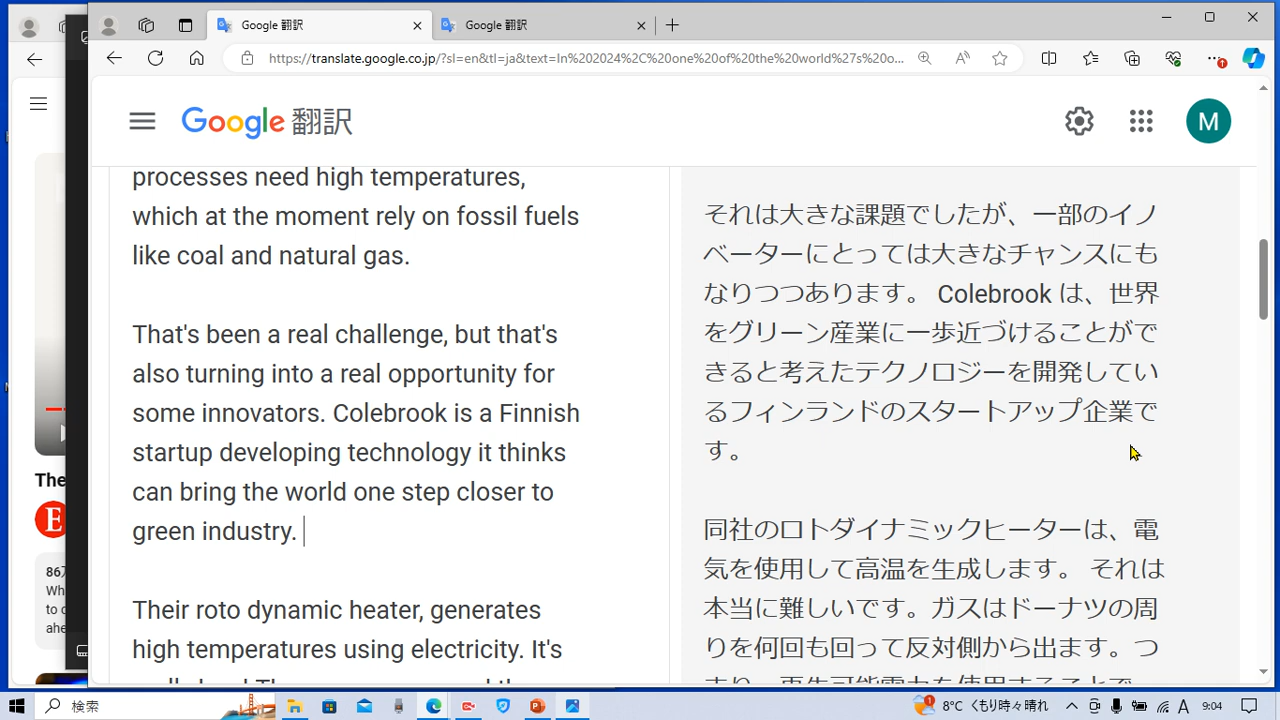 Google 翻訳
Google 翻訳
https://translate.google.co.jp/?sl=en&tl=ja&text=In%202024%2C%20one%20of%20the%20world%27s%20o...
Google 翻訳
M
processes need high temperatures,
which at the moment rely on fossil fuels
like coal and natural gas.
That's been a real challenge, but that's
also turning into a real opportunity for
some innovators. Colebrook is a Finnish
startup developing technology it thinks
can bring the world one step closer to
green industry.
Their roto dynamic heater, generates
high temperatures using electricity. It's
それは大きな課題でしたが、一部のイノ
ベーターにとっては大きなチャンスにも
なりつつあります。 Colebrook は、世界
をグリーン産業に一歩近づけることがで
きると考えたテクノロジーを開発してい
るフィンランドのスタートアップ企業で
す。
同社のロトダイナミックヒーターは、電
気を使用して高温を生成します。 それは
本当に難しいです。ガスはドーナツの周
りを何回も回って反対側から出ます。つ
The
E
86万
Wh
to c
ahe
検索
1
8°C くもり時々晴れ
A
9:04